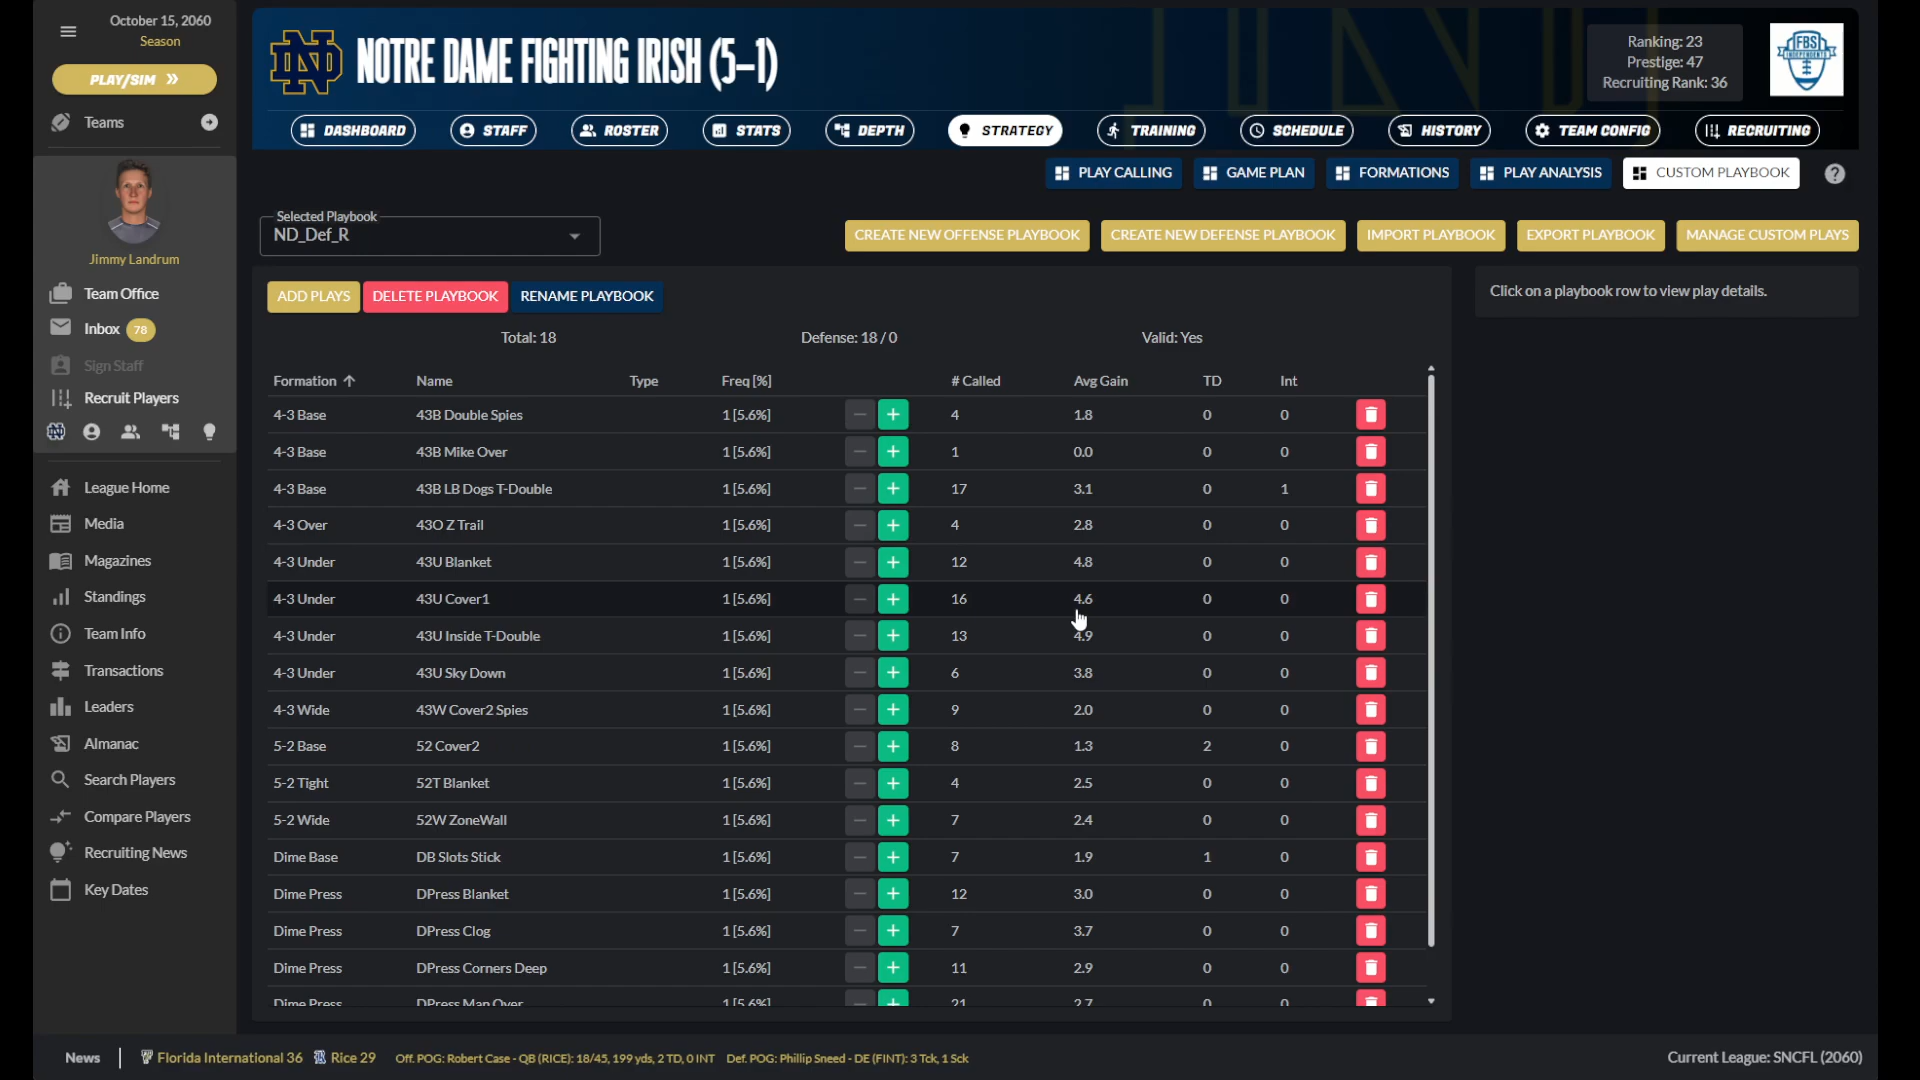 October 15, 2060
Season
PLAY/SIM
Teams
Jimmy Landrum
Team Office
Inbox 78
Sign Staff
Recruit Players
League Home
Media
Magazines
Standings
Team Info
Transactions
Leaders
Almanac
Search Players
Compare Players
Recruiting News
Key Dates
NOTRE DAME FIGHTING IRISH (5–1)
Ranking: 23
Prestige: 47
Recruiting Rank: 36
FBS
INDEPENDENTS
DASHBOARD STAFF ROSTER STATS DEPTH STRATEGY TRAINING SCHEDULE HISTORY TEAM CONFIG RECRUITING
PLAY CALLING GAME PLAN FORMATIONS PLAY ANALYSIS CUSTOM PLAYBOOK ?
Selected Playbook
ND_Def_R
CREATE NEW OFFENSE PLAYBOOK CREATE NEW DEFENSE PLAYBOOK IMPORT PLAYBOOK EXPORT PLAYBOOK MANAGE CUSTOM PLAYS
ADD PLAYS DELETE PLAYBOOK RENAME PLAYBOOK
Click on a playbook row to view play details.
Total: 18 Defense: 18 / 0 Valid: Yes
Formation Name Type Freq [%] # Called Avg Gain TD Int
4-3 Base 43B Double Spies 1 [5.6%] 4 1.8 0 0
4-3 Base 43B Mike Over 1 [5.6%] 1 0.0 0 0
4-3 Base 43B LB Dogs T-Double 1 [5.6%] 17 3.1 0 1
4-3 Over 43O Z Trail 1 [5.6%] 4 2.8 0 0
4-3 Under 43U Blanket 1 [5.6%] 12 4.8 0 0
4-3 Under 43U Cover1 1 [5.6%] 16 4.6 0 0
4-3 Under 43U Inside T-Double 1 [5.6%] 13 4.9 0 0
4-3 Under 43U Sky Down 1 [5.6%] 6 3.8 0 0
4-3 Wide 43W Cover2 Spies 1 [5.6%] 9 2.0 0 0
5-2 Base 52 Cover2 1 [5.6%] 8 1.3 2 0
5-2 Tight 52T Blanket 1 [5.6%] 4 2.5 0 0
5-2 Wide 52W ZoneWall 1 [5.6%] 7 2.4 0 0
Dime Base DB Slots Stick 1 [5.6%] 7 1.9 1 0
Dime Press DPress Blanket 1 [5.6%] 12 3.0 0 0
Dime Press DPress Clog 1 [5.6%] 7 3.7 0 0
Dime Press DPress Corners Deep 1 [5.6%] 11 2.9 0 0
Dime Press DPress Man Over 1 [5.6%] 21 2.7 0 0
News Florida International 36 Rice 29 Off. POG: Robert Case - QB (RICE): 18/45, 199 yds, 2 TD, 0 INT Def. POG: Phillip Sneed - DE (FINT): 3 Tck, 1 Sck
Current League: SNCFL (2060)